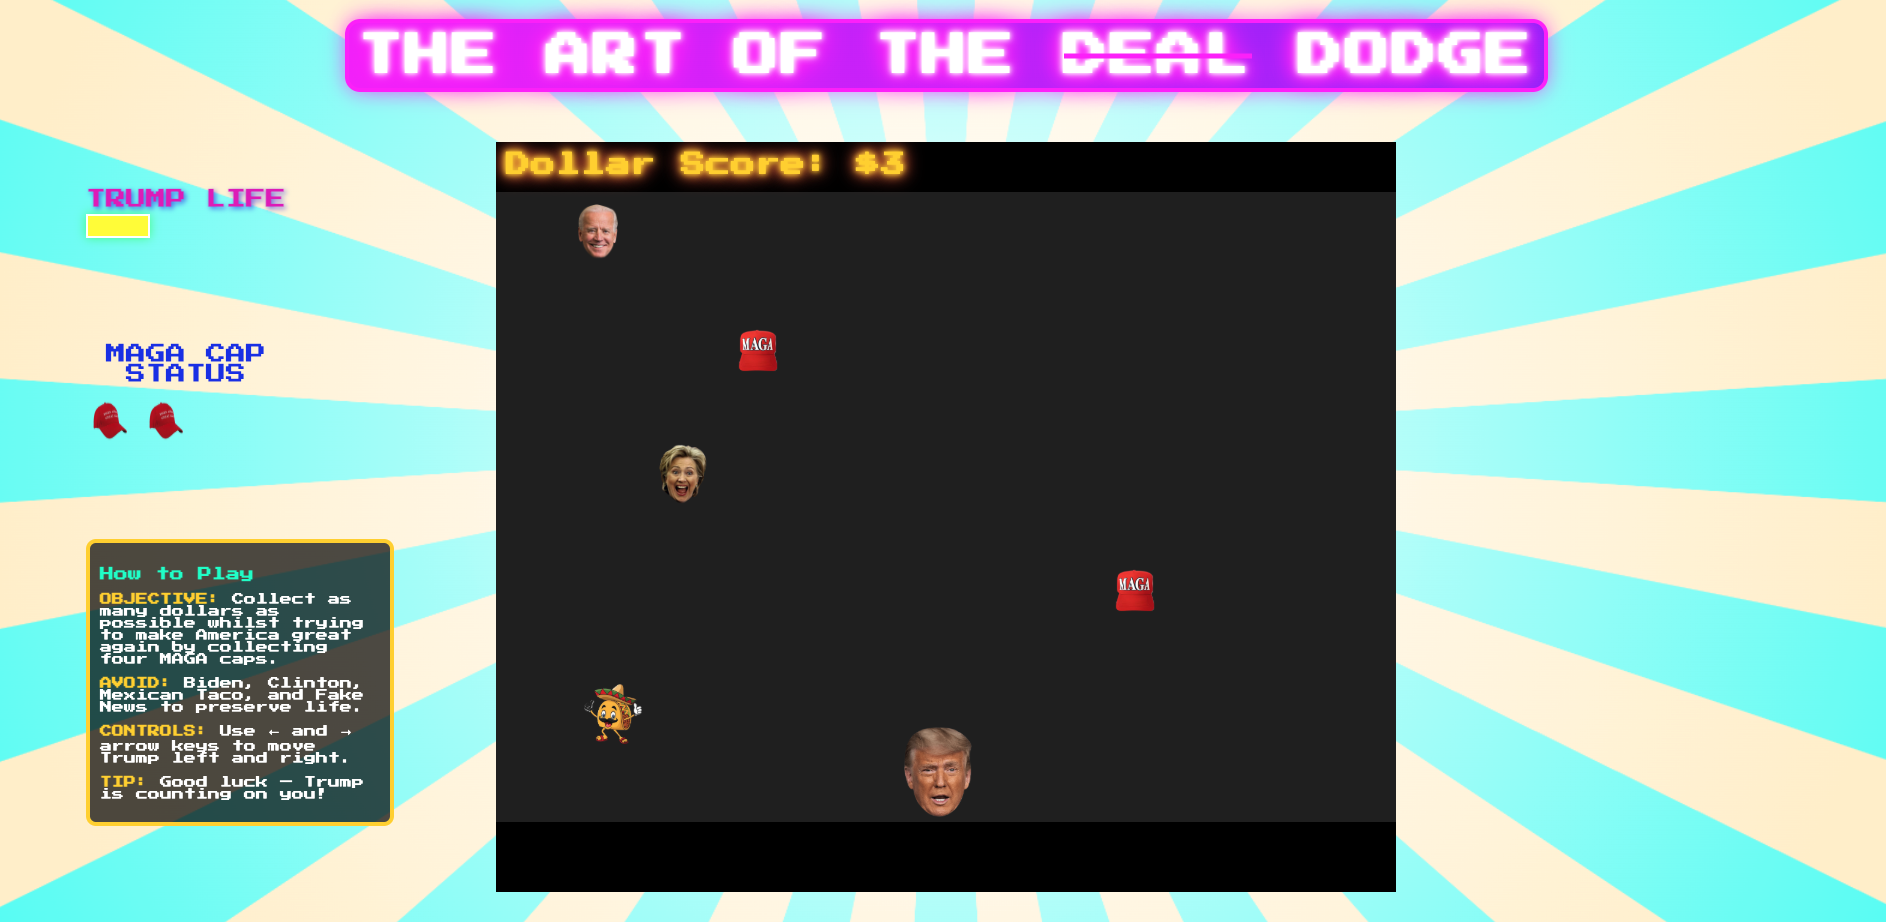 THE ART OF THE DEAL DODGE
Dollar Score: $3
TRUMP LIFE
MAGA CAP
STATUS
MAGA
MAGA
How to Play
OBJECTIVE: Collect as
many dollars as
possible whilst trying
to make America great
again by collecting
four MAGA caps.
AVOID: Biden, Clinton,
Mexican Taco, and Fake
News to preserve life.
CONTROLS: Use ← and →
arrow keys to move
Trump left and right.
TIP: Good luck — Trump
is counting on you!